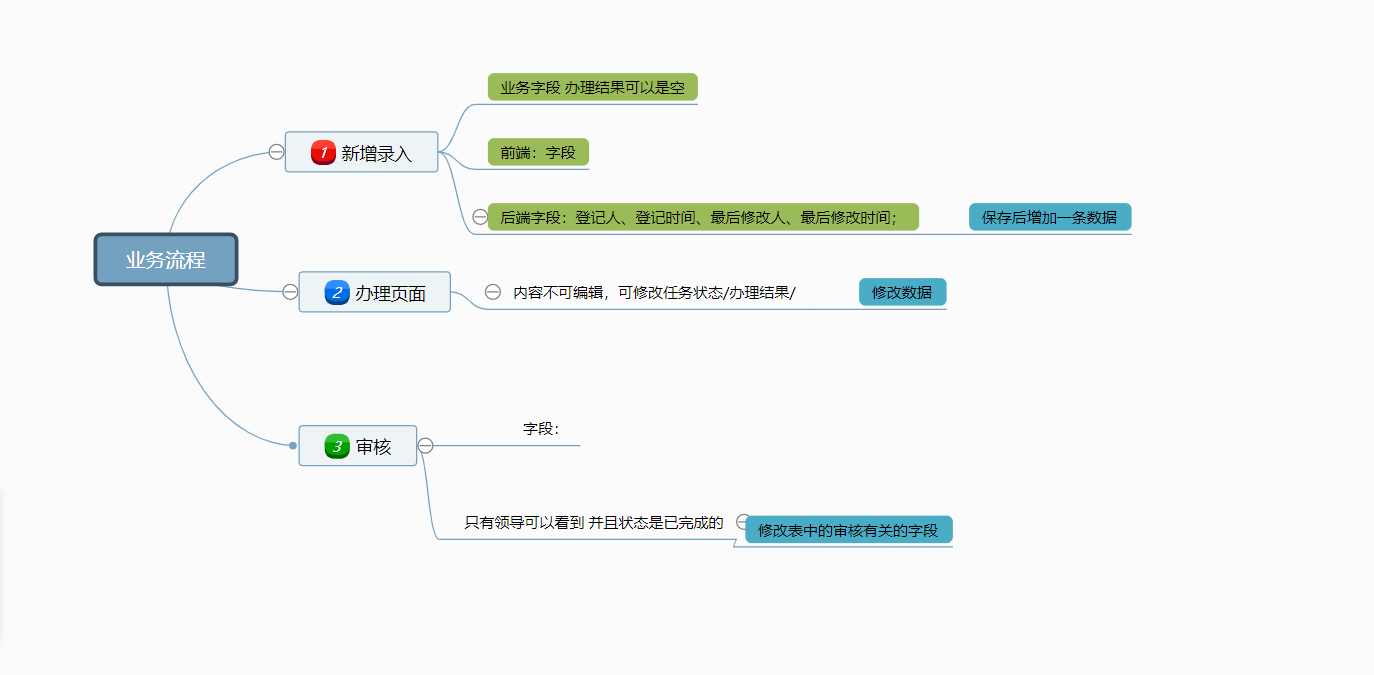 业务流程
1 新增录入
业务字段 办理结果可以是空
前端：字段
后端字段：登记人、登记时间、最后修改人、最后修改时间；
保存后增加一条数据
2 办理页面
内容不可编辑，可修改任务状态/办理结果/
修改数据
3 审核
字段：
只有领导可以看到 并且状态是已完成的
修改表中的审核有关的字段